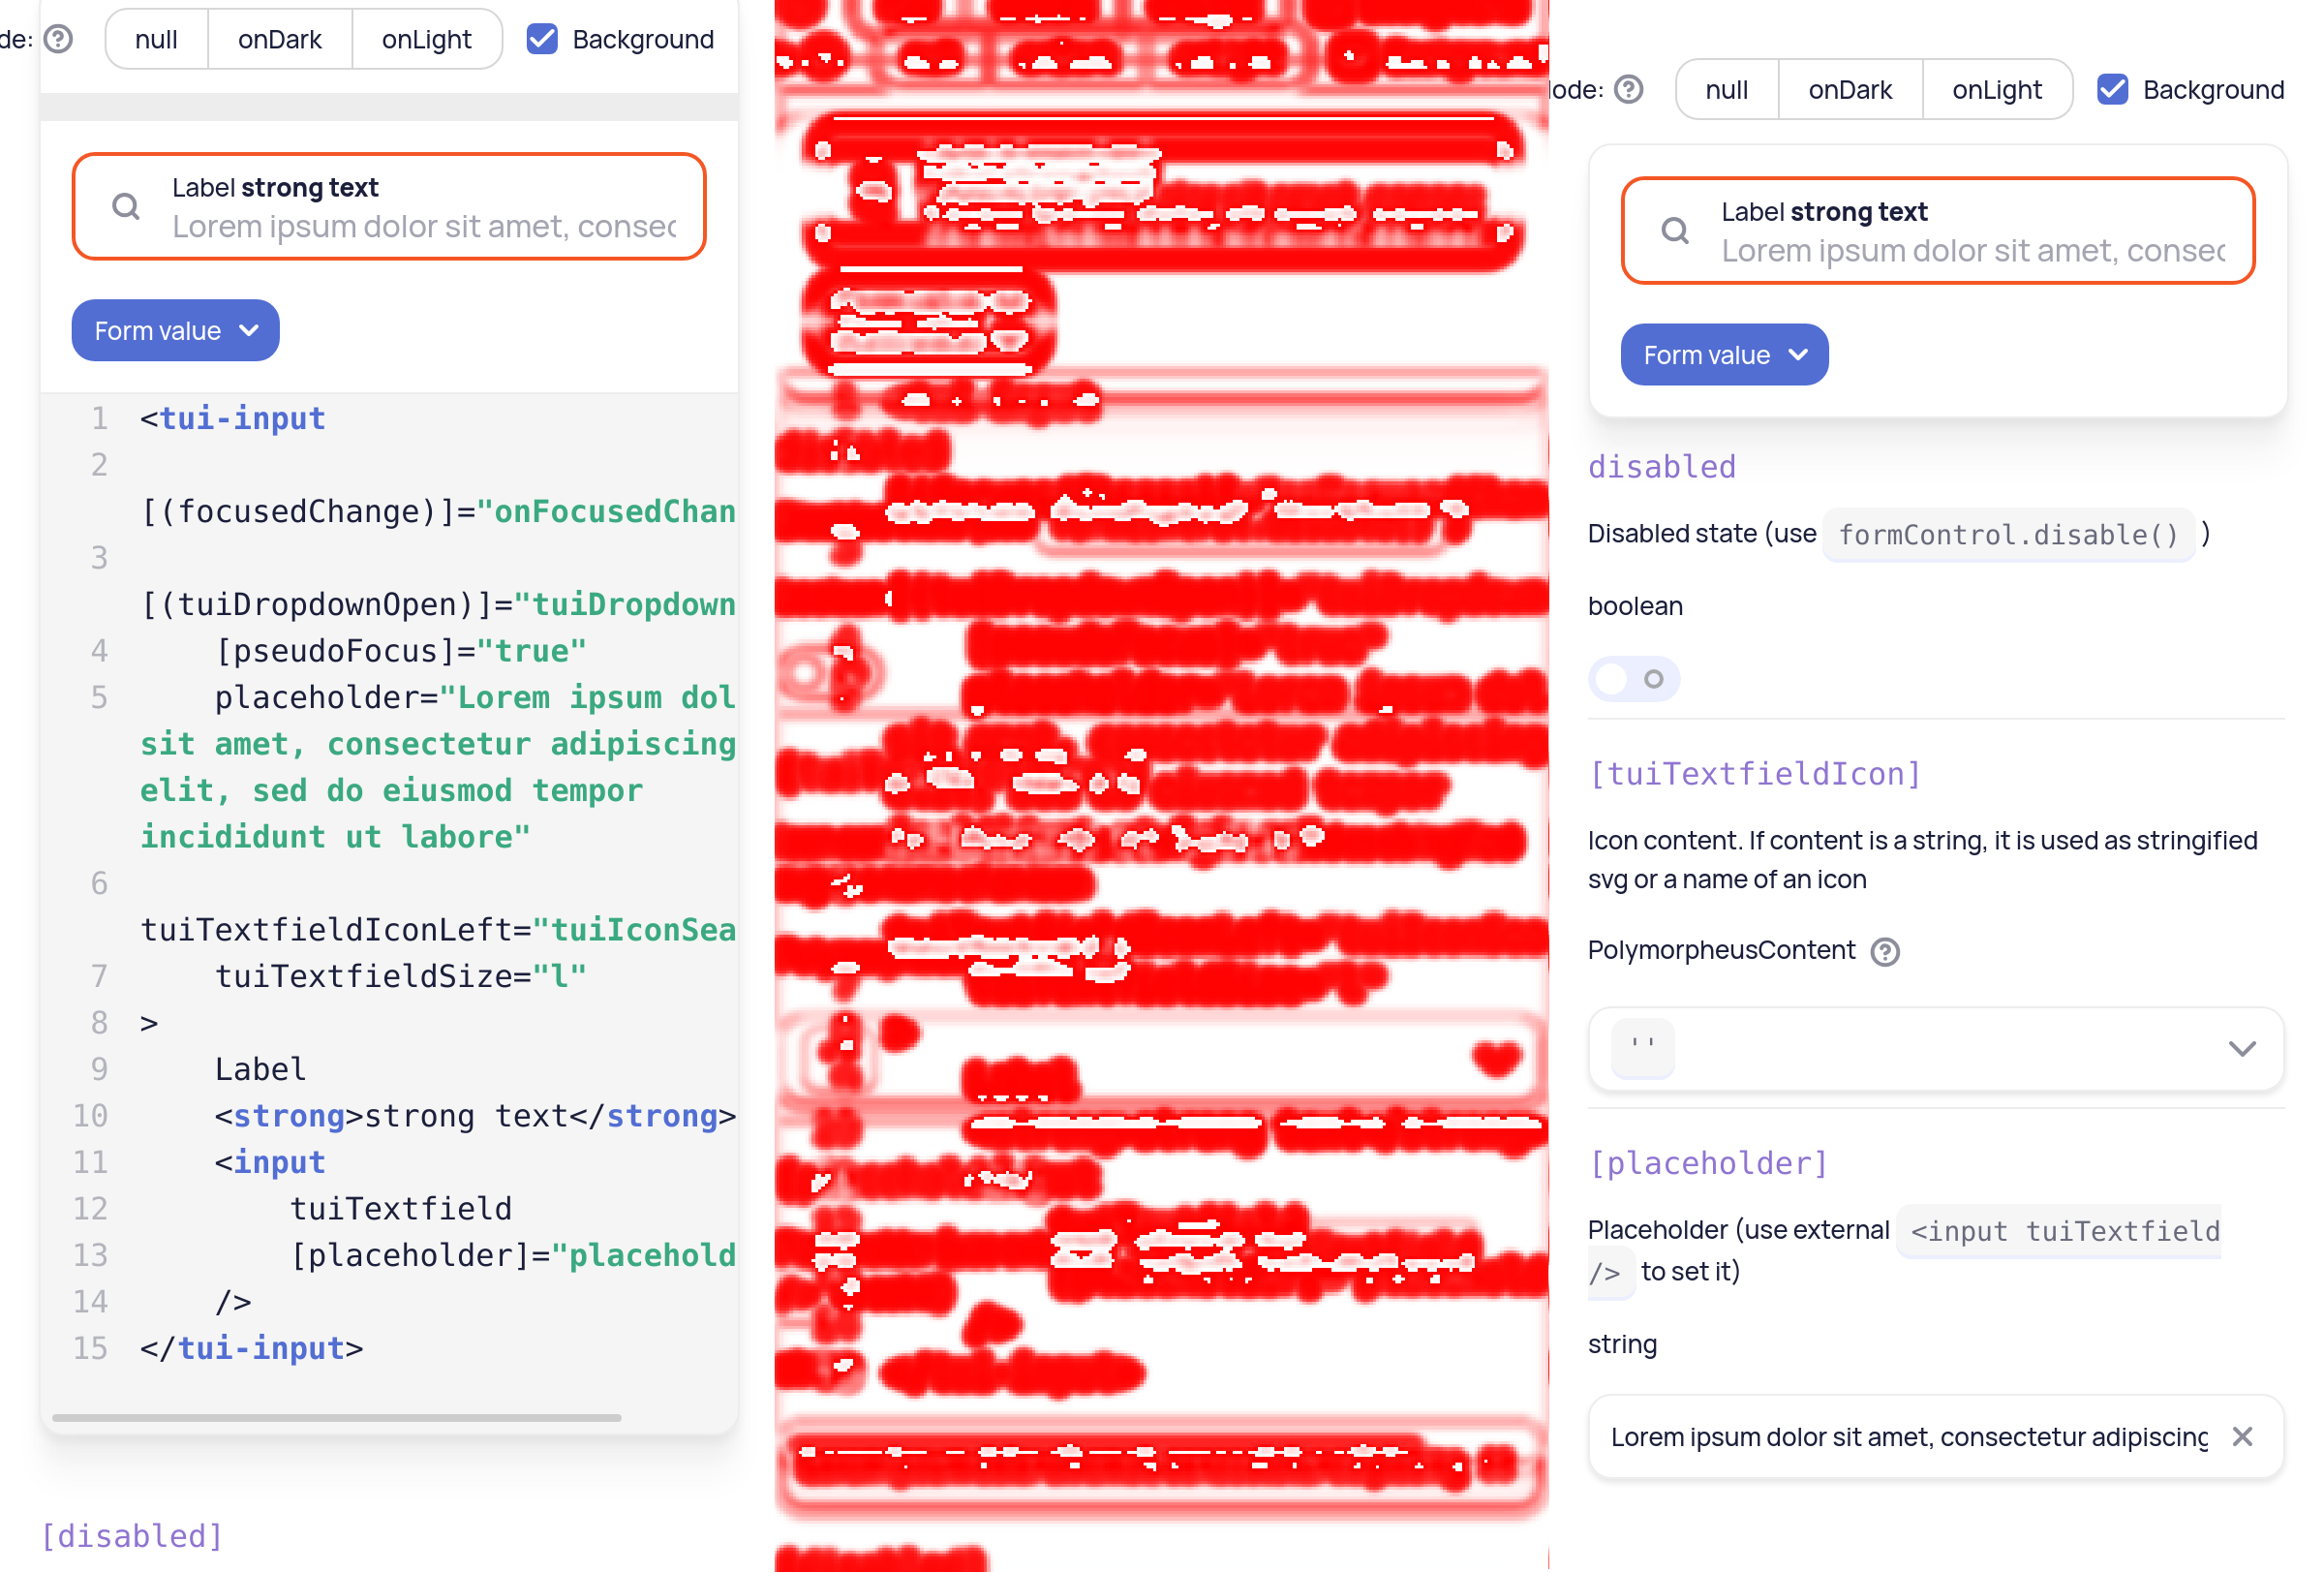 de:
null
onDark
onLight
Background
Label strong text
Lorem ipsum dolor sit amet, consec
Form value
1 <tui-input
2
[(focusedChange)]="onFocusedChan
3
[(tuiDropdownOpen)]="tuiDropdown
4 [pseudoFocus]="true"
5 placeholder="Lorem ipsum dol
sit amet, consectetur adipiscing
elit, sed do eiusmod tempor
incididunt ut labore"
6
tuiTextfieldIconLeft="tuiIconSea
7 tuiTextfieldSize="l"
8 >
9 Label
10 <strong>strong text</strong>
11 <input
12 tuiTextfield
13 [placeholder]="placehold
14 />
15 </tui-input>
[disabled]
ode:
null
onDark
onLight
Background
Label strong text
Lorem ipsum dolor sit amet, consec
Form value
disabled
Disabled state (use formControl.disable() )
boolean
[tuiTextfieldIcon]
Icon content. If content is a string, it is used as stringified
svg or a name of an icon
PolymorpheusContent
''
[placeholder]
Placeholder (use external <input tuiTextfield
/> to set it)
string
Lorem ipsum dolor sit amet, consectetur adipiscing